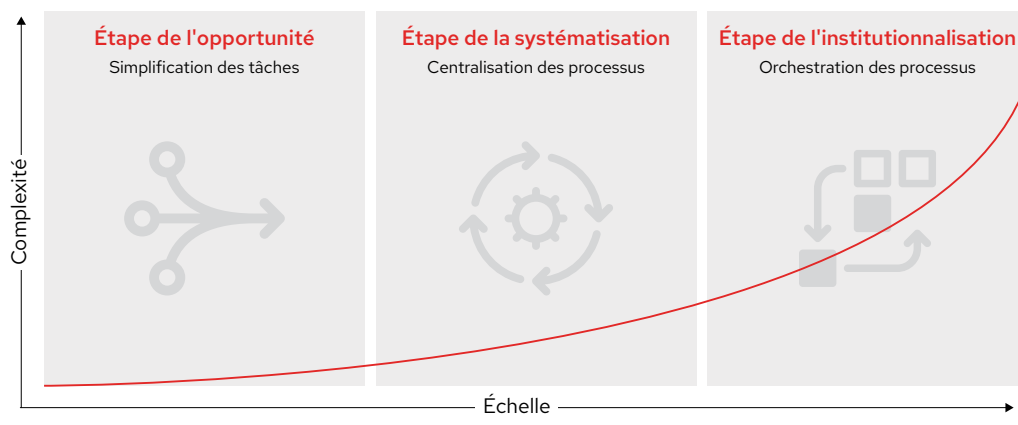 Étape de l'opportunité
Simplification des tâches
Étape de la systématisation
Centralisation des processus
Étape de l'institutionnalisation
Orchestration des processus
Complexité
Échelle